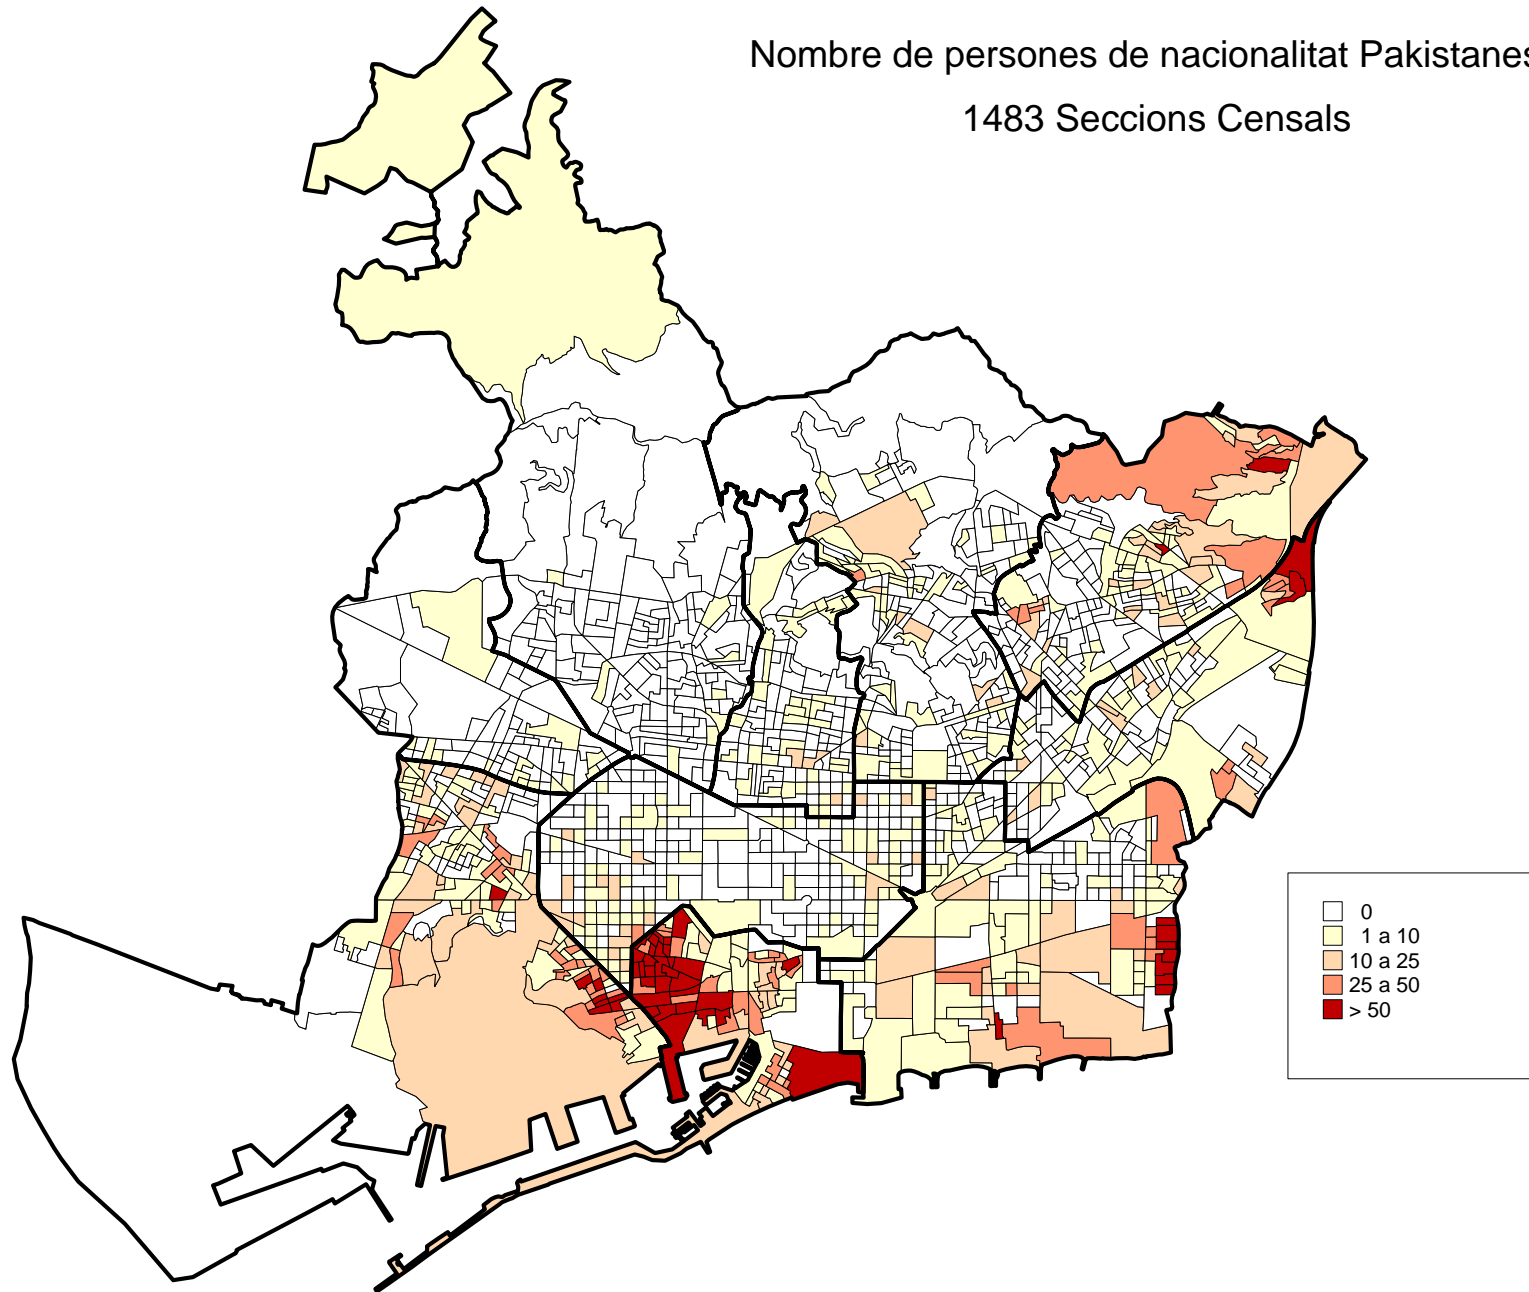 Nombre de persones de nacionalitat Pakistanes
1483 Seccions Censals
0
1 a 10
10 a 25
25 a 50
> 50